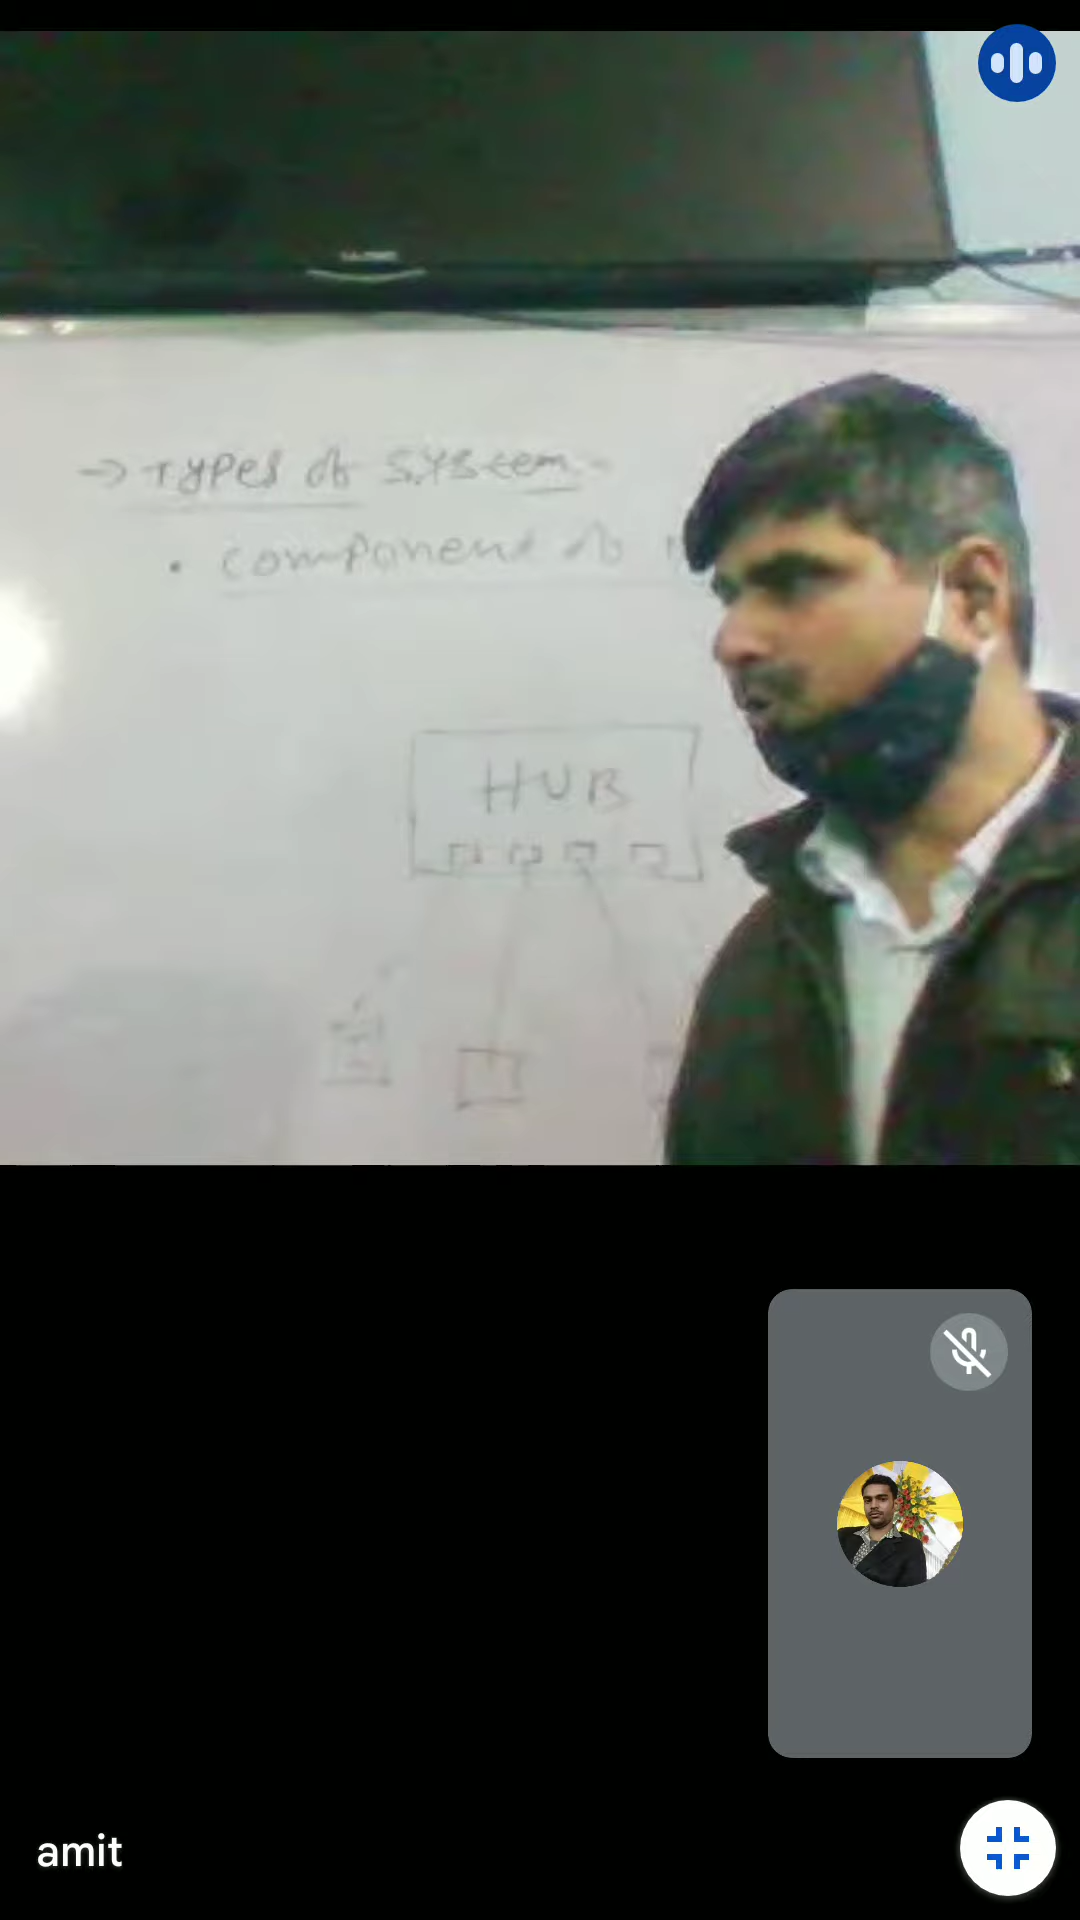 → Types of System -
• component of
HUB
amit